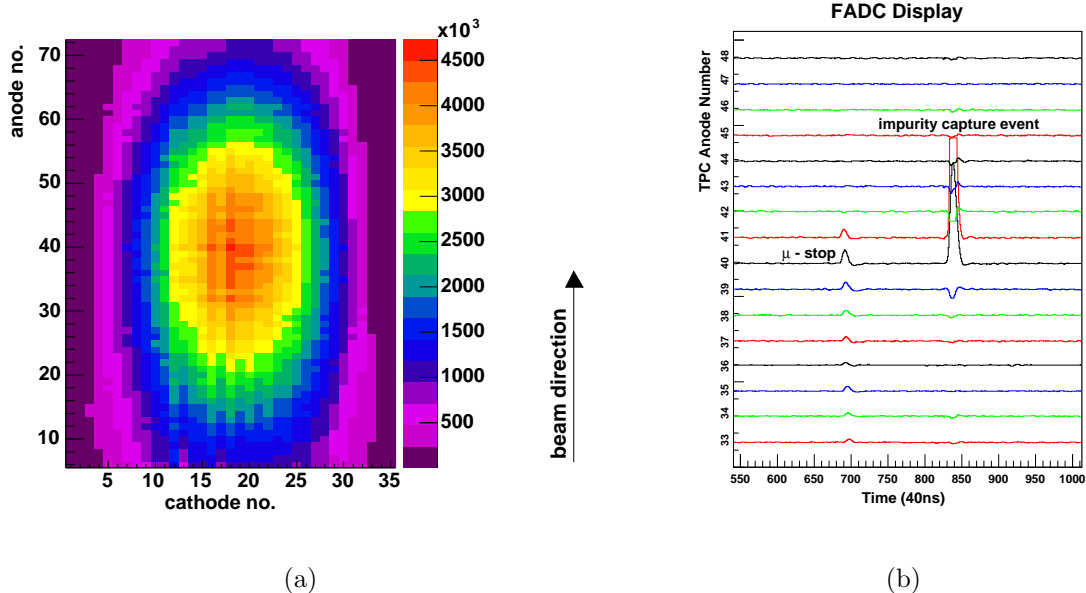 x10³
anode no.
70
60
50
40
30
20
10
5 10 15 20 25 30 35
cathode no.
4500
4000
3500
3000
2500
2000
1500
1000
500
beam direction
FADC Display
TPC Anode Number
48
47
46
45
44
43
42
41
40
39
38
37
36
35
34
33
impurity capture event
μ - stop
550 600 650 700 750 800 850 900 950 1000
Time (40ns)
(a)
(b)